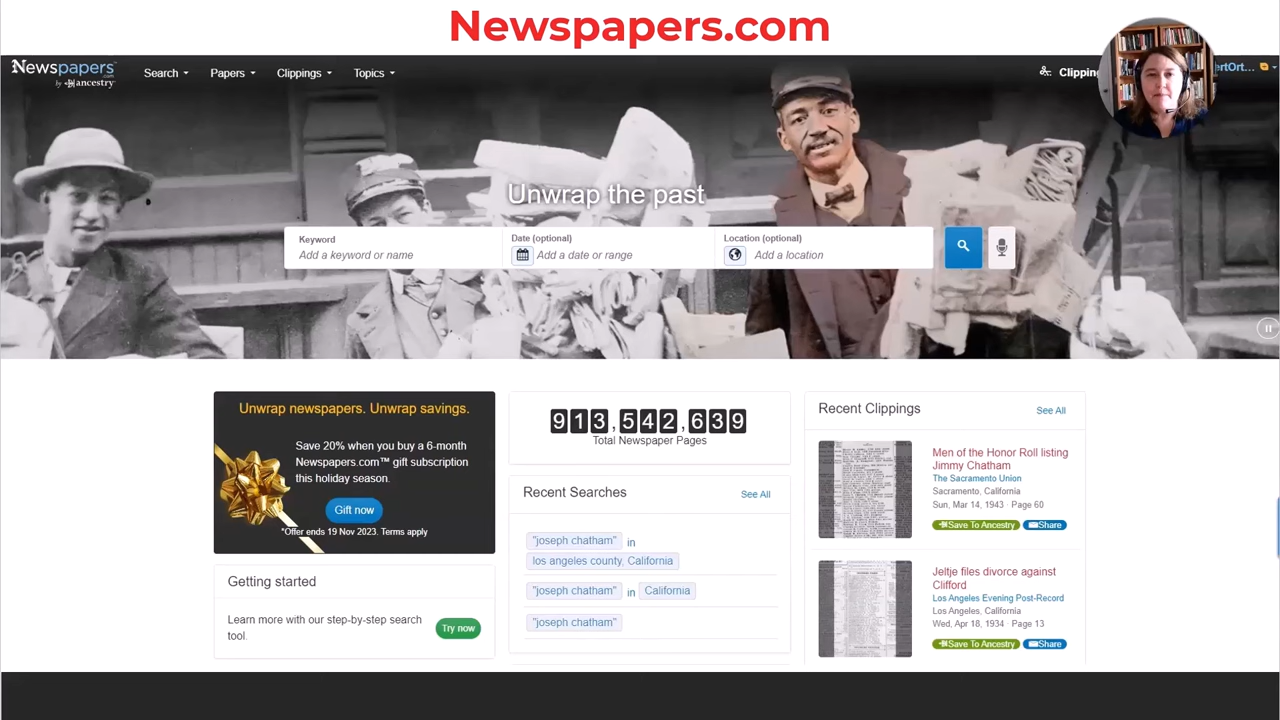 Newspapers.com
Newspapers
.com
by ancestry
Search
Papers
Clippings
Topics
Clipping
ertOrt...
Unwrap the past
Keyword
Add a keyword or name
Date (optional)
Add a date or range
Location (optional)
Add a location
Unwrap newspapers. Unwrap savings.
Save 20% when you buy a 6-month
Newspapers.com™ gift subscription
this holiday season.
Gift now
*Offer ends 19 Nov 2023. Terms apply
Getting started
Learn more with our step-by-step search
tool.
Try now
913,542,639
Total Newspaper Pages
Recent Searches
See All
"joseph chatham" in
los angeles county, California
"joseph chatham" in California
"joseph chatham"
Recent Clippings
See All
Men of the Honor Roll listing
Jimmy Chatham
The Sacramento Union
Sacramento, California
Sun, Mar 14, 1943 · Page 60
Save To Ancestry
Share
Jeltje files divorce against
Clifford
Los Angeles Evening Post-Record
Los Angeles, California
Wed, Apr 18, 1934 · Page 13
Save To Ancestry
Share